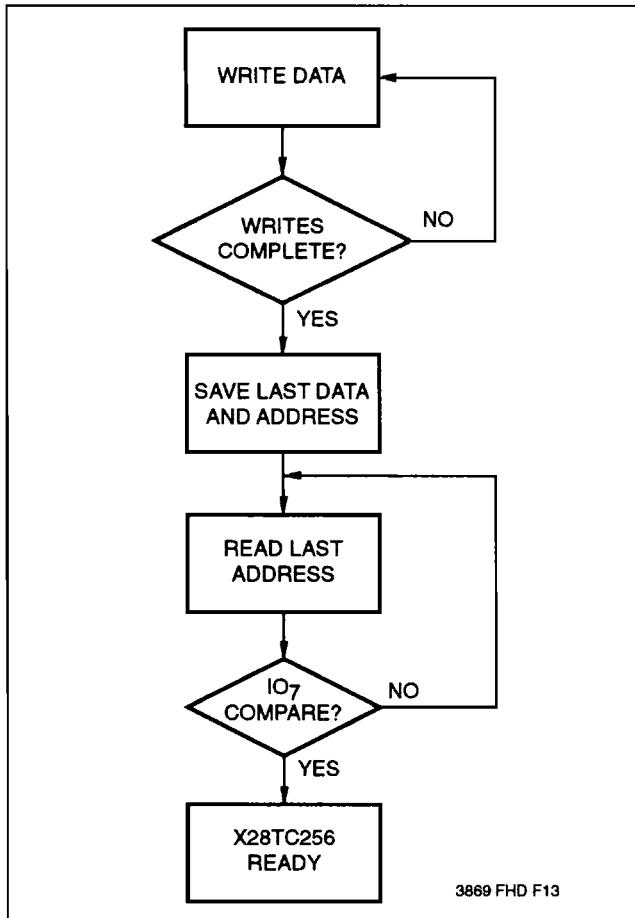 WRITE DATA
WRITES
COMPLETE?
NO
YES
SAVE LAST DATA
AND ADDRESS
READ LAST
ADDRESS
IO7
COMPARE?
NO
YES
X28TC256
READY
3869 FHD F13